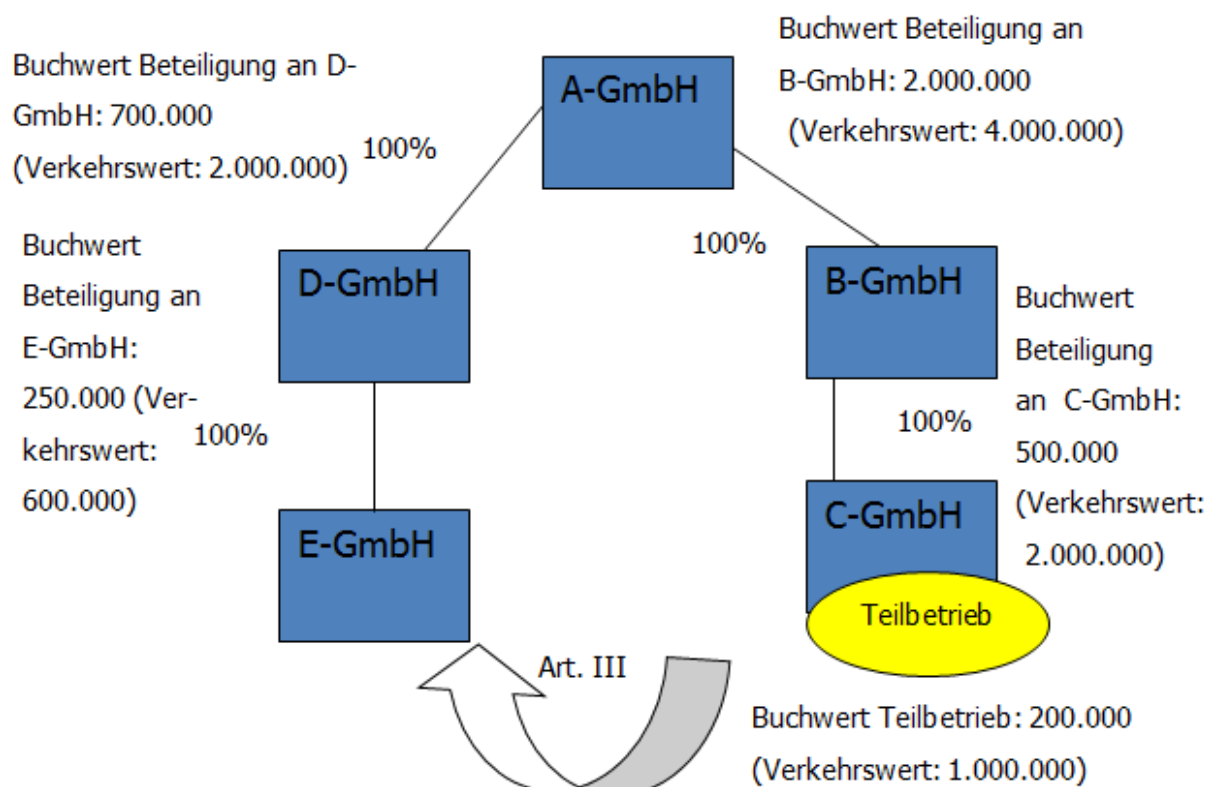 Buchwert Beteiligung an D-
GmbH: 700.000
(Verkehrswert: 2.000.000)
100%
A-GmbH
Buchwert Beteiligung an
B-GmbH: 2.000.000
(Verkehrswert: 4.000.000)
Buchwert
Beteiligung an
E-GmbH:
250.000 (Ver-
kehrswert:
600.000)
100%
D-GmbH
100%
B-GmbH
Buchwert
Beteiligung
an C-GmbH:
500.000
(Verkehrswert:
2.000.000)
100%
E-GmbH
C-GmbH
Teilbetrieb
Art. III
Buchwert Teilbetrieb: 200.000
(Verkehrswert: 1.000.000)